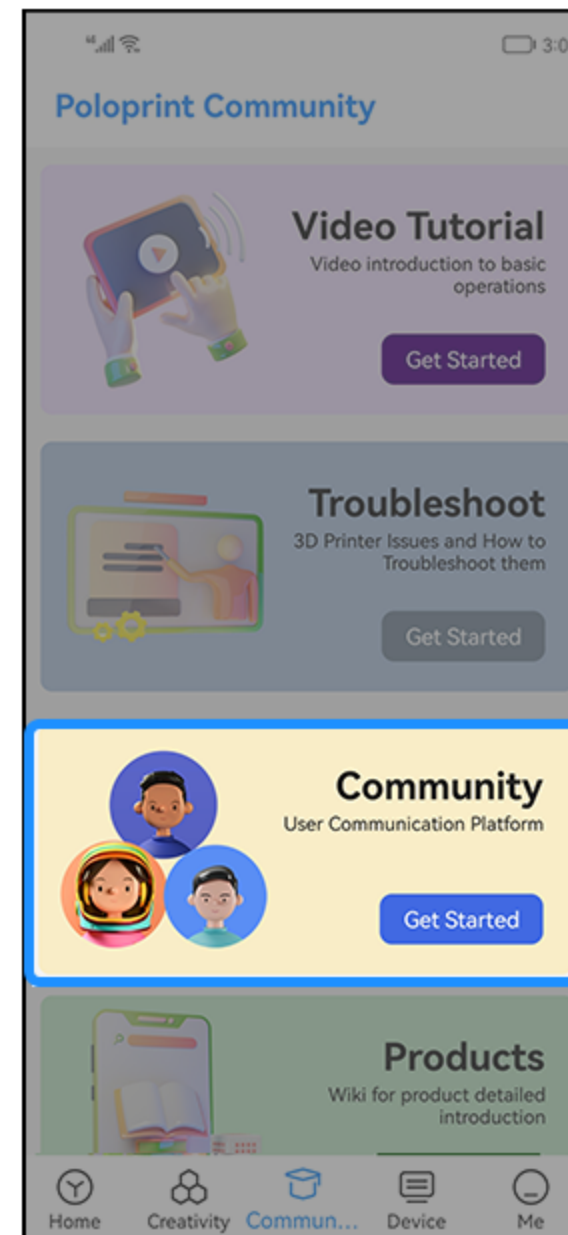 3:0
Poloprint Community
Video Tutorial
Video introduction to basic
operations
Get Started
Troubleshoot
3D Printer Issues and How to
Troubleshoot them
Get Started
Community
User Communication Platform
Get Started
Products
Wiki for product detailed
introduction
Home Creativity Commun... Device Me